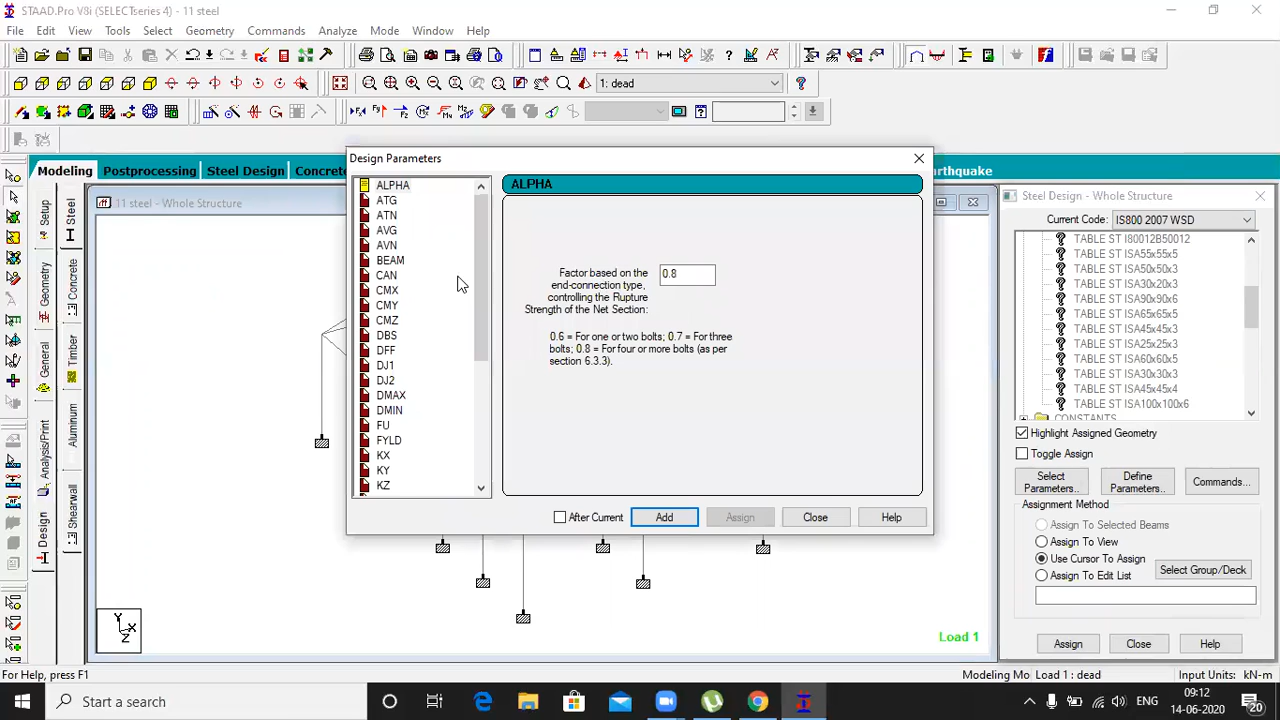 STAAD.Pro V8i (SELECTseries 4) - 11 steel
File Edit View Tools Select Geometry Commands Analyze Mode Window Help
1: dead
Modeling Postprocessing Steel Design Concrete
Earthquake
11 steel - Whole Structure
Setup
Geometry
General
Analysis/Print
Design
Steel
Concrete
Timber
Aluminum
Shearwall
Design Parameters
ALPHA
ATG
ATN
AVG
AVN
BEAM
CAN
CMX
CMY
CMZ
DBS
DFF
DJ1
DJ2
DMAX
DMIN
FU
FYLD
KX
KY
KZ
ALPHA
Factor based on the
end-connection type,
controlling the Rupture
Strength of the Net Section:
0.8
0.6 = For one or two bolts; 0.7 = For three
bolts; 0.8 = For four or more bolts (as per
section 6.3.3).
After Current Add Assign Close Help
Steel Design - Whole Structure
Current Code: IS800 2007 WSD
TABLE ST I80012B50012
TABLE ST ISA55x55x5
TABLE ST ISA50x50x3
TABLE ST ISA30x20x3
TABLE ST ISA90x90x6
TABLE ST ISA65x65x5
TABLE ST ISA45x45x3
TABLE ST ISA25x25x3
TABLE ST ISA60x60x5
TABLE ST ISA30x30x3
TABLE ST ISA45x45x4
TABLE ST ISA100x100x6
CONSTANTS
Highlight Assigned Geometry
Toggle Assign
Select
Parameters..
Define
Parameters...
Commands...
Assignment Method
Assign To Selected Beams
Assign To View
Use Cursor To Assign
Assign To Edit List
Select Group/Deck
Assign Close Help
Y
X
Z
Load 1
For Help, press F1
Modeling Mo Load 1 : dead Input Units: kN-m
Start a search
ENG
09:12
14-06-2020
20